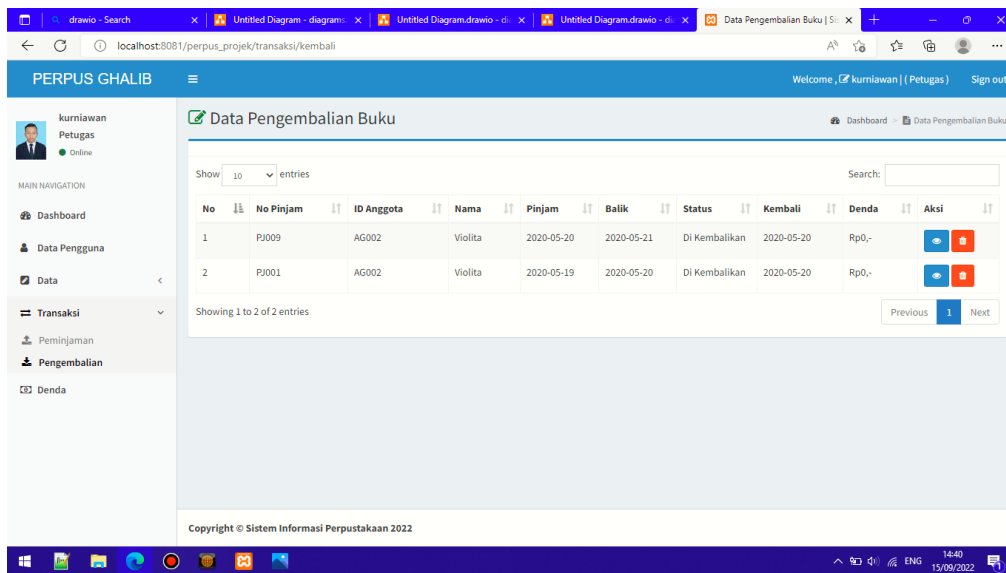 drawio - Search
Untitled Diagram - diagrams.
Untitled Diagram.drawio - di
Untitled Diagram.drawio - di
Data Pengembalian Buku | Si
localhost:8081/perpus_projek/transaksi/kembali
PERPUS GHALIB
Welcome , kurniawan | ( Petugas )
Sign out
kurniawan
Petugas
Online
MAIN NAVIGATION
Dashboard
Data Pengguna
Data
Transaksi
Peminjaman
Pengembalian
Denda
Data Pengembalian Buku
Dashboard > Data Pengembalian Buku
Show 10 entries
Search:
No No Pinjam ID Anggota Nama Pinjam Balik Status Kembali Denda Aksi
1 PJ009 AG002 Violita 2020-05-20 2020-05-21 Di Kembalikan 2020-05-20 Rp0,-
2 PJ001 AG002 Violita 2020-05-19 2020-05-20 Di Kembalikan 2020-05-20 Rp0,-
Showing 1 to 2 of 2 entries
Previous 1 Next
Copyright © Sistem Informasi Perpustakaan 2022
ENG
14:40
15/09/2022